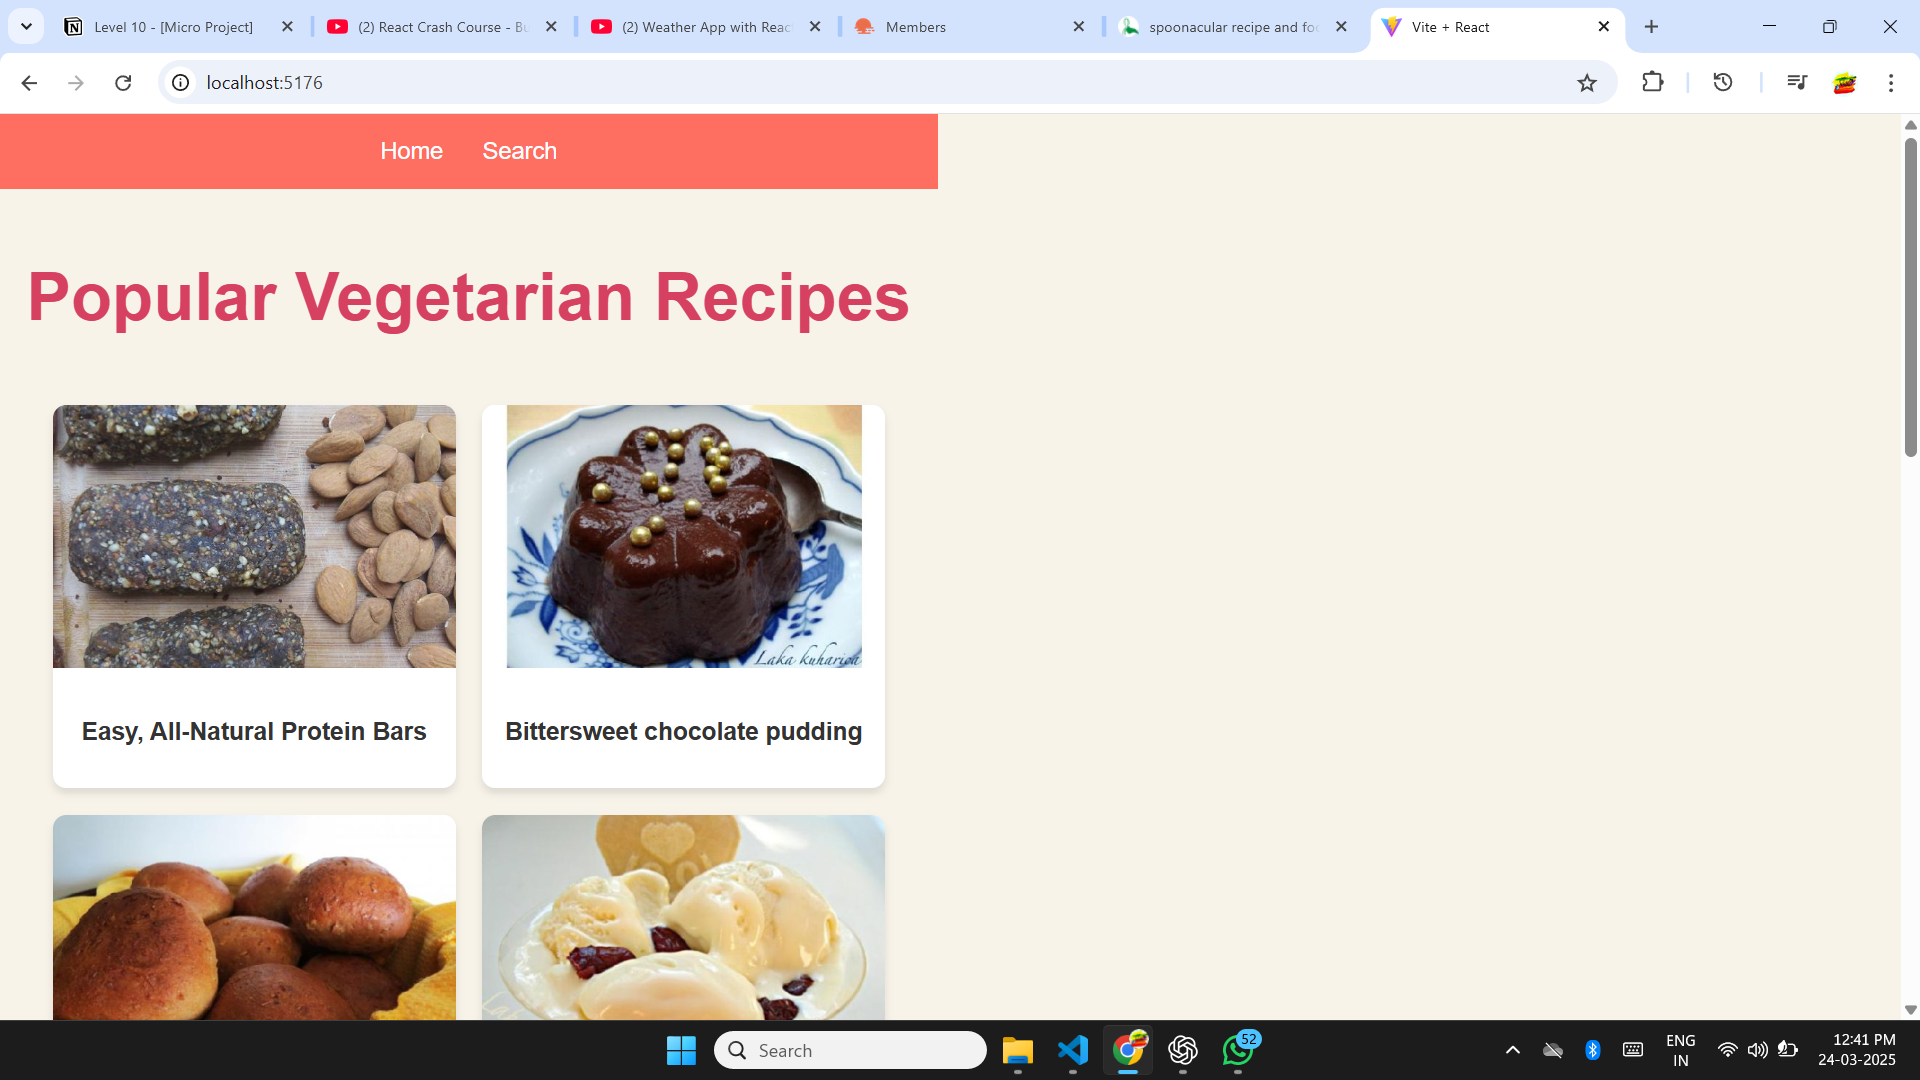 Level 10 - [Micro Project]
(2) React Crash Course - Bu
(2) Weather App with Reac
Members
spoonacular recipe and foo
Vite + React
localhost:5176
Home
Search
Popular Vegetarian Recipes
Laka kuharica
Easy, All-Natural Protein Bars
Bittersweet chocolate pudding
Search
52
ENG
IN
12:41 PM
24-03-2025